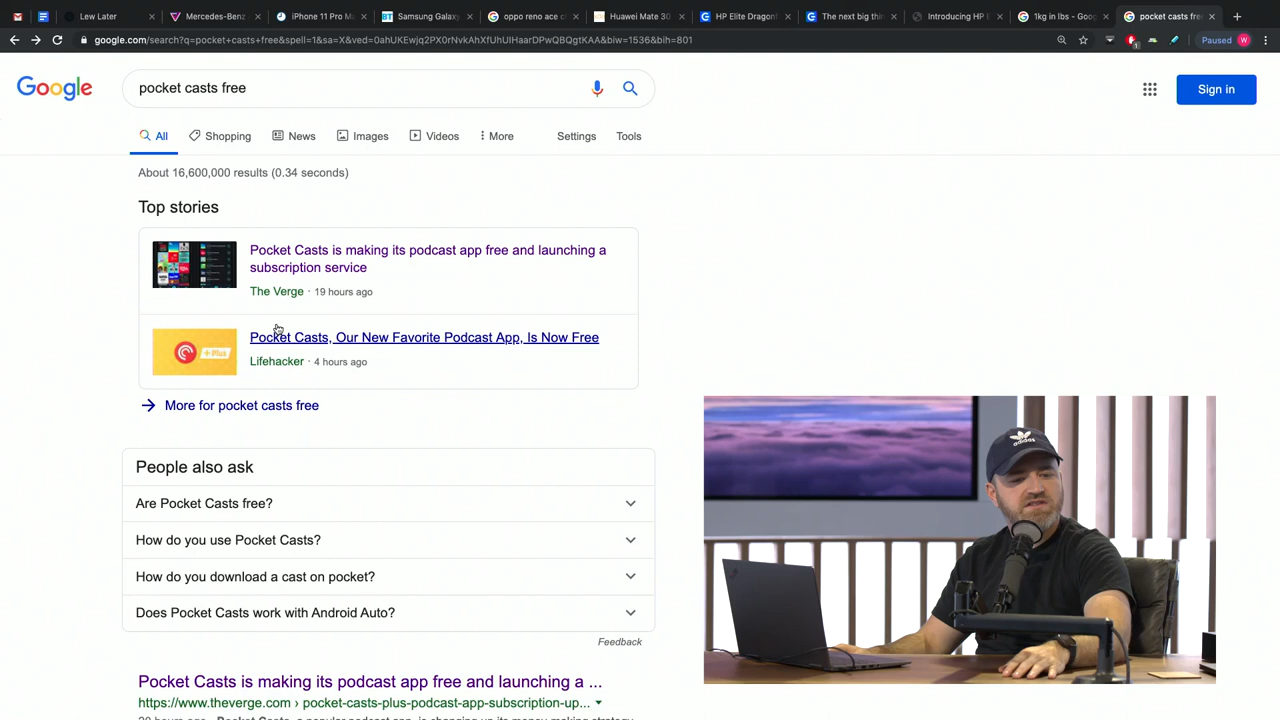 Lew Later
Mercedes-Benz
iPhone 11 Pro M
Samsung Galaxy
oppo reno ace c
Huawei Mate 30
HP Elite Dragonf
The next big thin
Introducing HP E
1kg in lbs - Goog
pocket casts free
google.com/search?q=pocket+casts+free&spell=1&sa=X&ved=0ahUKEwjq2PX0rNvkAhXfUhUIHaarDPwQBQgtKAA&biw=1536&bih=801
1
Paused W
Google
pocket casts free
Sign in
All
Shopping
News
Images
Videos
More
Settings
Tools
About 16,600,000 results (0.34 seconds)
Top stories
Pocket Casts is making its podcast app free and launching a
subscription service
The Verge · 19 hours ago
+Plus
Pocket Casts, Our New Favorite Podcast App, Is Now Free
Lifehacker · 4 hours ago
More for pocket casts free
People also ask
Are Pocket Casts free?
How do you use Pocket Casts?
How do you download a cast on pocket?
Does Pocket Casts work with Android Auto?
Feedback
Pocket Casts is making its podcast app free and launching a ...
https://www.theverge.com › pocket-casts-plus-podcast-app-subscription-up...
adidas